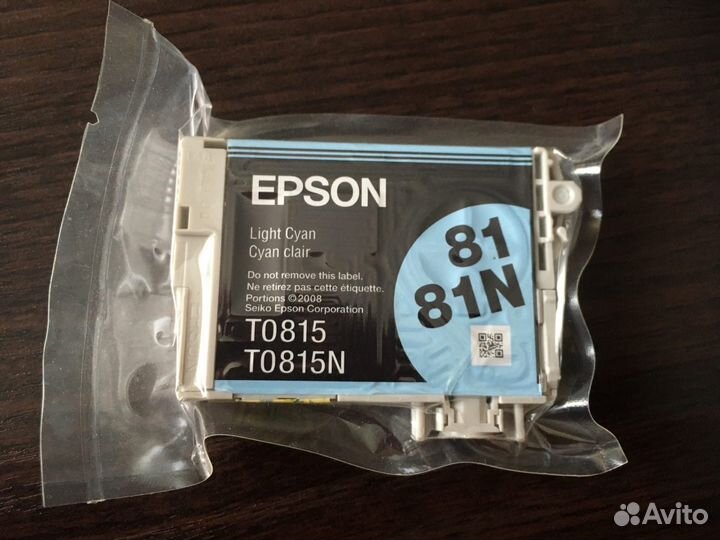 EPSON
Light Cyan
Cyan clair
Do not remove this label.
Ne retirez pas cette étiquette.
Portions ©2008
Seiko Epson Corporation
T0815
T0815N
81
81N
Avito